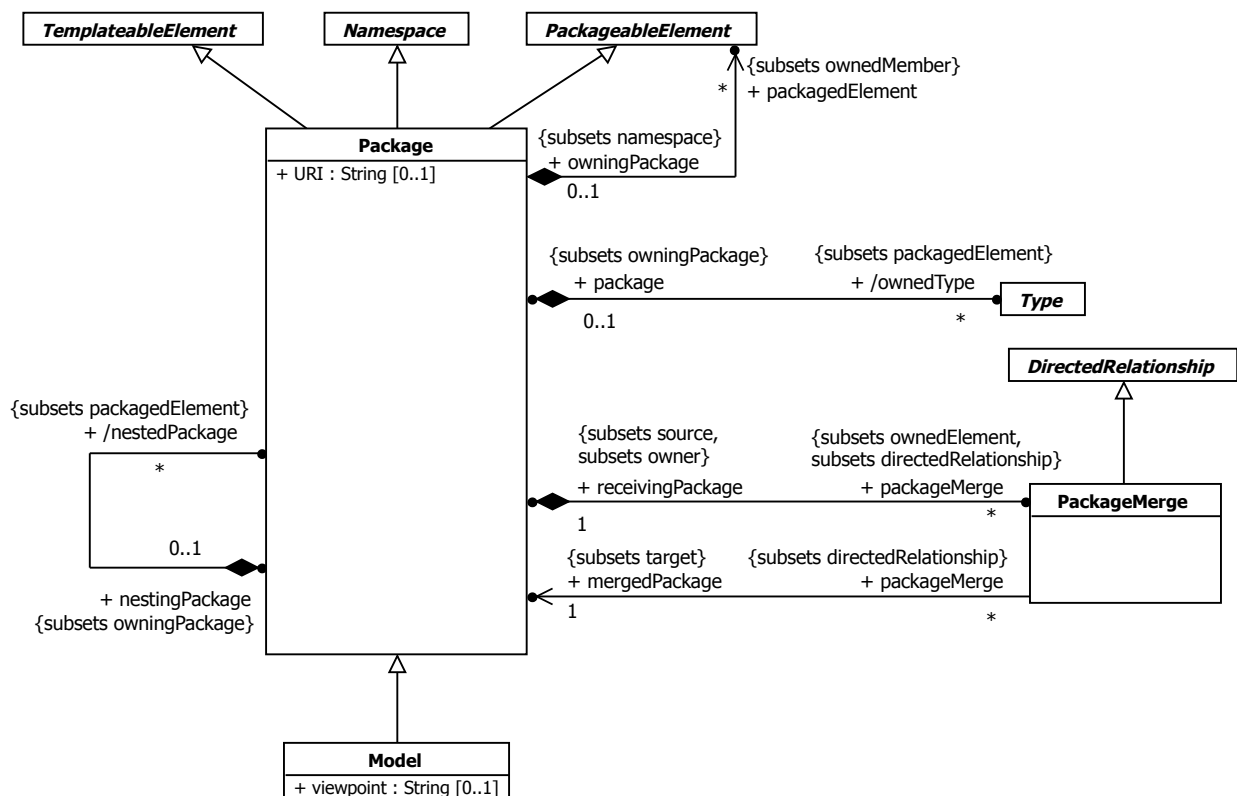 TemplateableElement
Namespace
PackageableElement
{subsets ownedMember}
* + packagedElement
Package
+ URI : String [0..1]
{subsets namespace}
+ owningPackage
0..1
{subsets owningPackage}
+ package
0..1
{subsets packagedElement}
+ /ownedType
*
Type
DirectedRelationship
{subsets packagedElement}
+ /nestedPackage
*
0..1
+ nestingPackage
{subsets owningPackage}
{subsets source,
subsets owner}
+ receivingPackage
1
{subsets ownedElement,
subsets directedRelationship}
+ packageMerge
*
PackageMerge
{subsets target}
+ mergedPackage
1
{subsets directedRelationship}
+ packageMerge
*
Model
+ viewpoint : String [0..1]